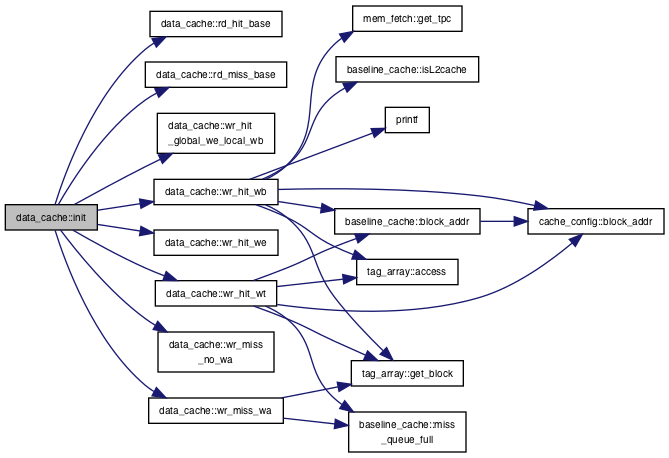 data_cache::init
data_cache::rd_hit_base
data_cache::rd_miss_base
data_cache::wr_hit
_global_we_local_wb
data_cache::wr_hit_wb
data_cache::wr_hit_we
data_cache::wr_hit_wt
data_cache::wr_miss
_no_wa
data_cache::wr_miss_wa
mem_fetch::get_tpc
baseline_cache::isL2cache
printf
baseline_cache::block_addr
tag_array::access
tag_array::get_block
baseline_cache::miss
_queue_full
cache_config::block_addr